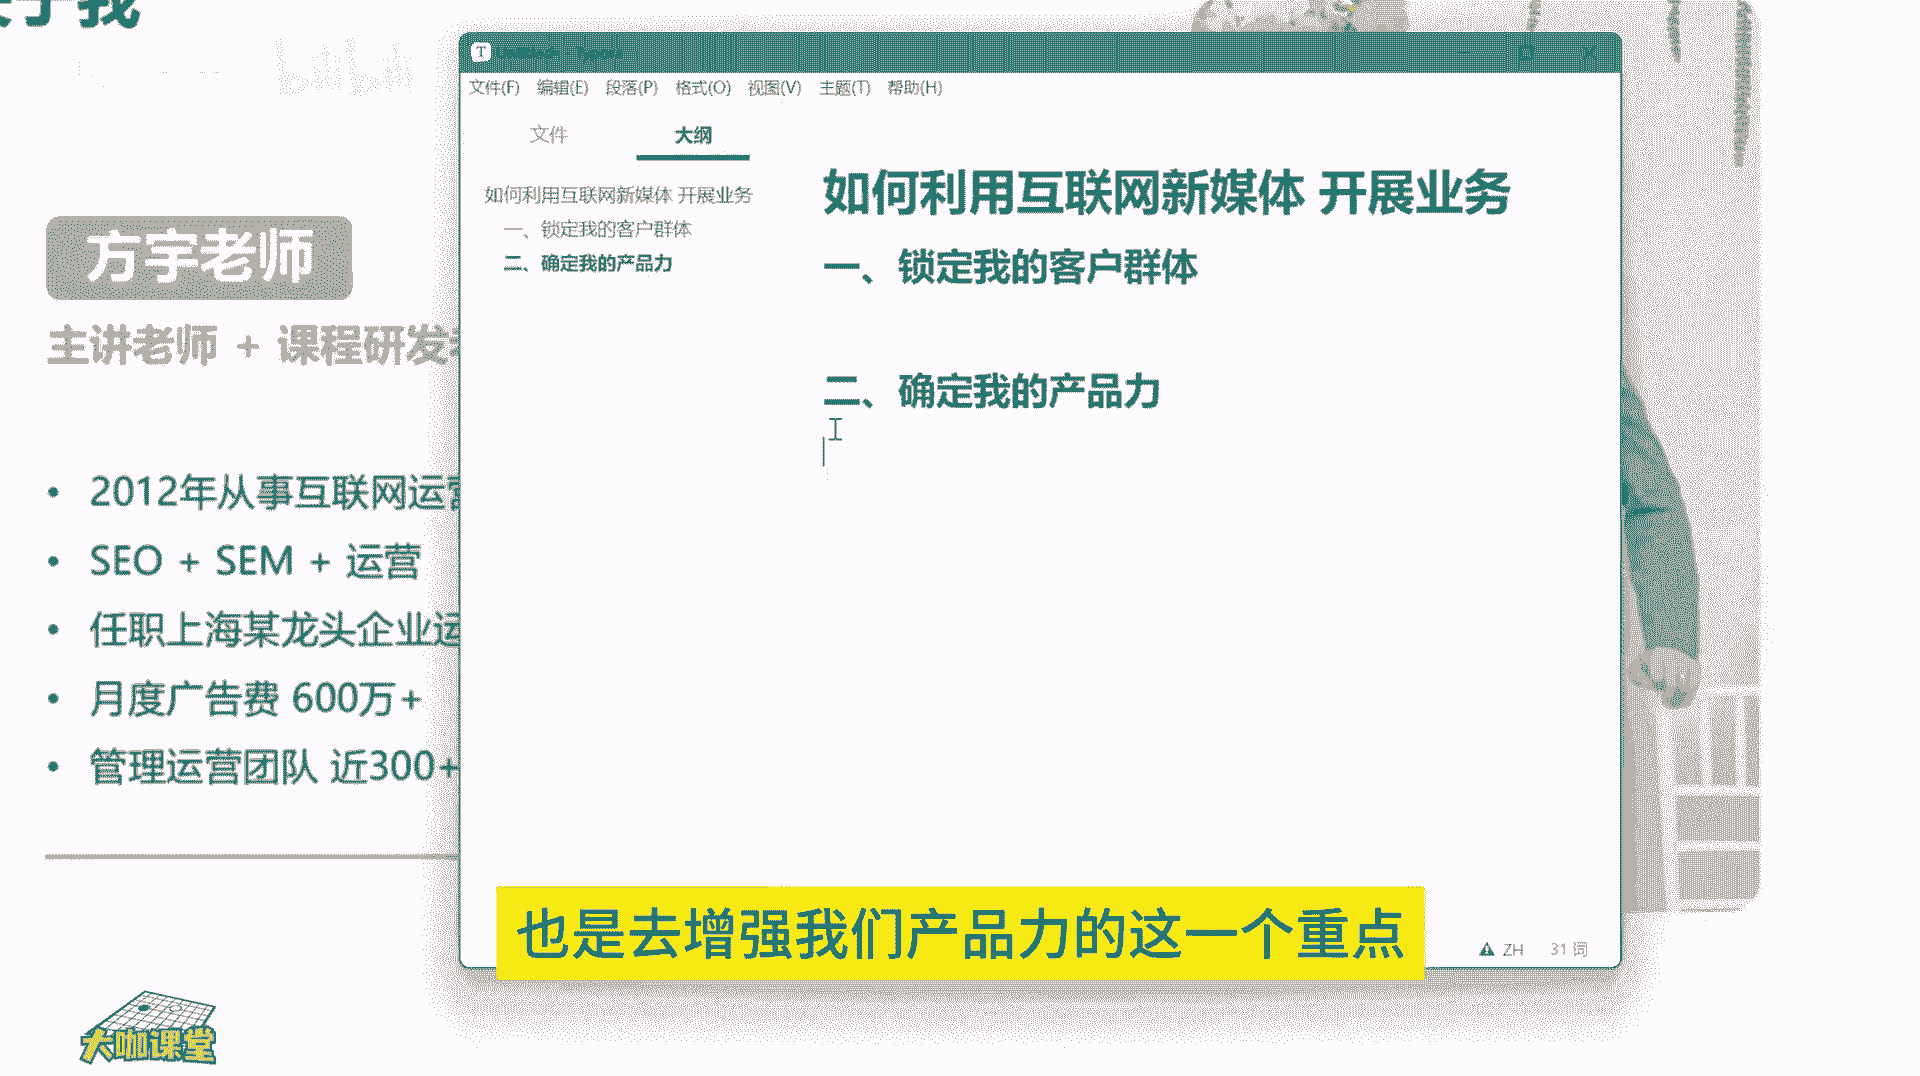 关于我
bilibili
方宇老师
主讲老师 + 课程研发
2012年从事互联网运营
SEO + SEM + 运营
任职上海某龙头企业运
月度广告费 600万+
管理运营团队 近300+
大咖课堂
T
文件(F) 编辑(E) 段落(P) 格式(O) 视图(V) 主题(T) 帮助(H)
文件 大纲
如何利用互联网新媒体 开展业务
一、锁定我的客户群体
二、确定我的产品力
如何利用互联网新媒体 开展业务
一、锁定我的客户群体
二、确定我的产品力
ZH 31 词
也是去增强我们产品力的这一个重点